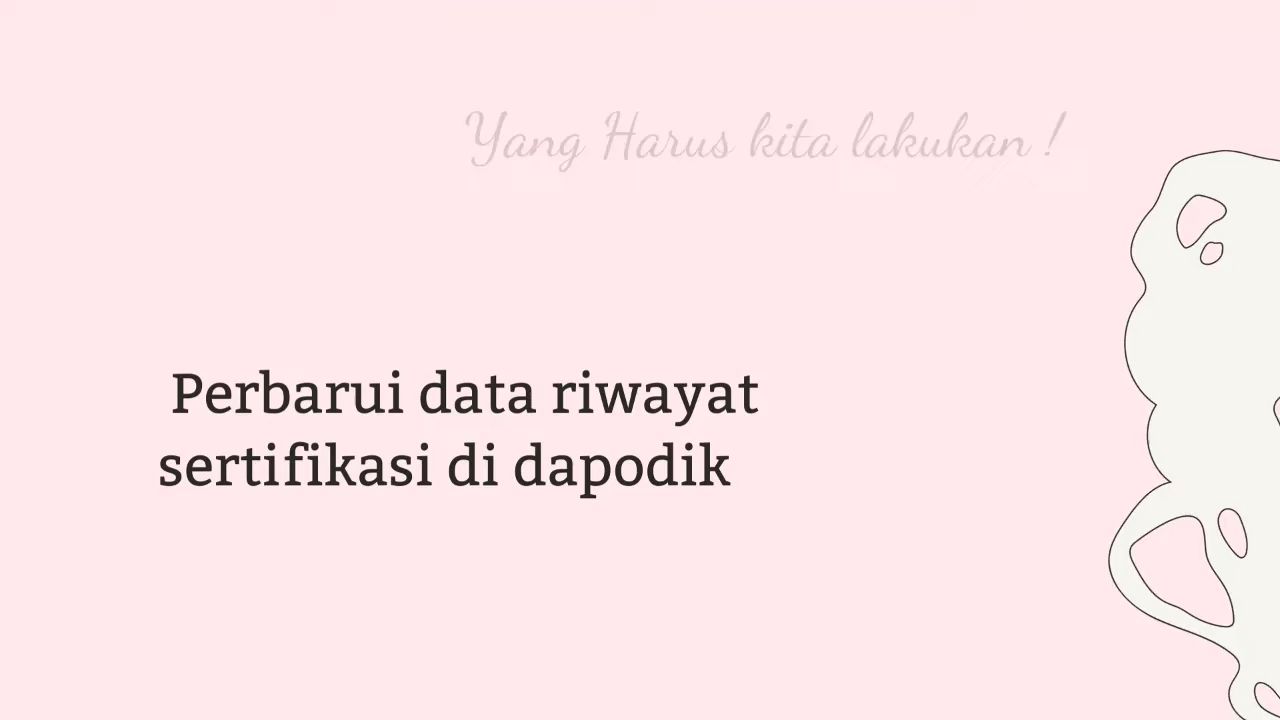 Yang Harus kita lakukan !
Perbarui data riwayat
sertifikasi di dapodik